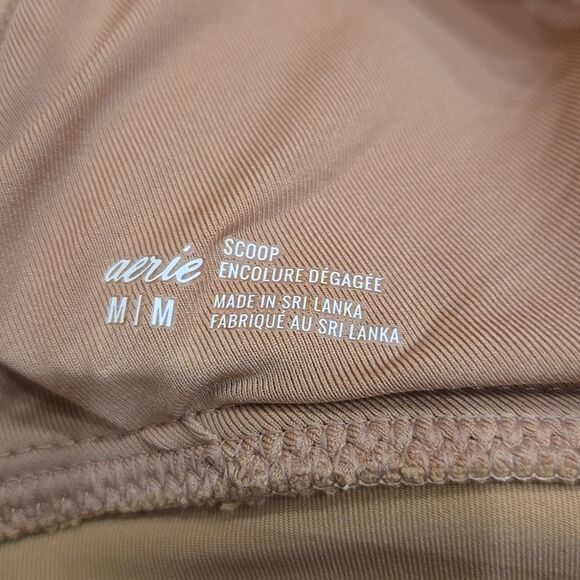 aerie
M|M
SCOOP
ENCOLURE DÉGAGÉE
MADE IN SRI LANKA
FABRIQUÉ AU SRI LANKA